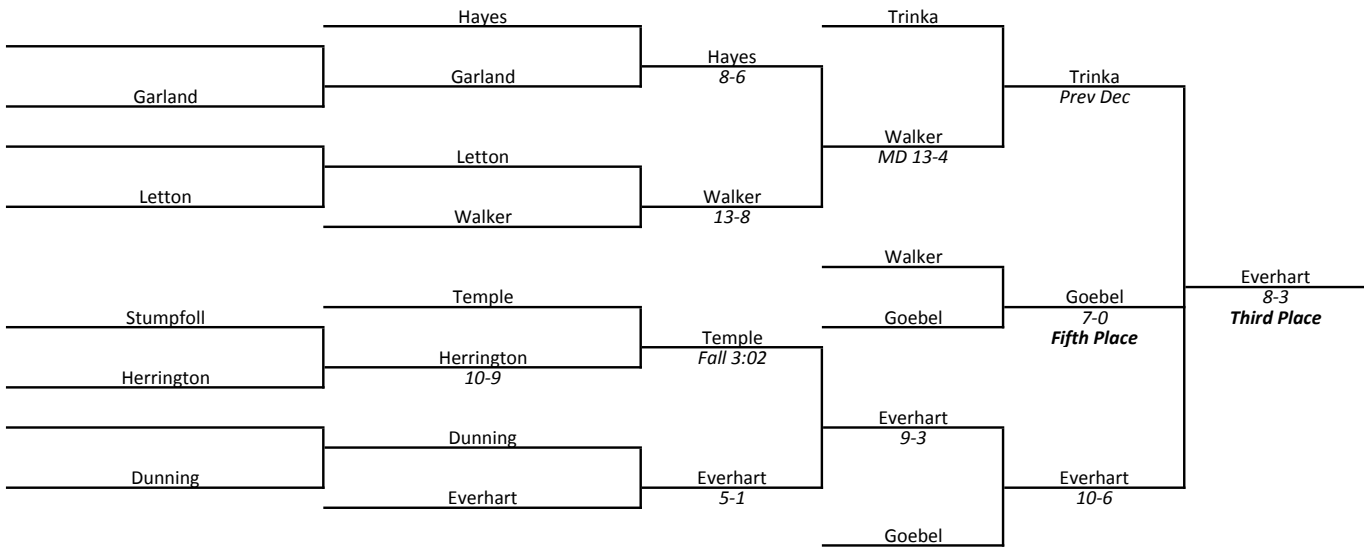 Hayes
Trinka
Hayes
8-6
Garland
Trinka
Prev Dec
Garland
Walker
MD 13-4
Letton
Letton
Walker
13-8
Walker
Walker
Everhart
8-3
Third Place
Temple
Goebel
7-0
Fifth Place
Stumpfoll
Goebel
Temple
Fall 3:02
Herrington
10-9
Herrington
Everhart
9-3
Dunning
Dunning
Everhart
5-1
Everhart
10-6
Everhart
Goebel